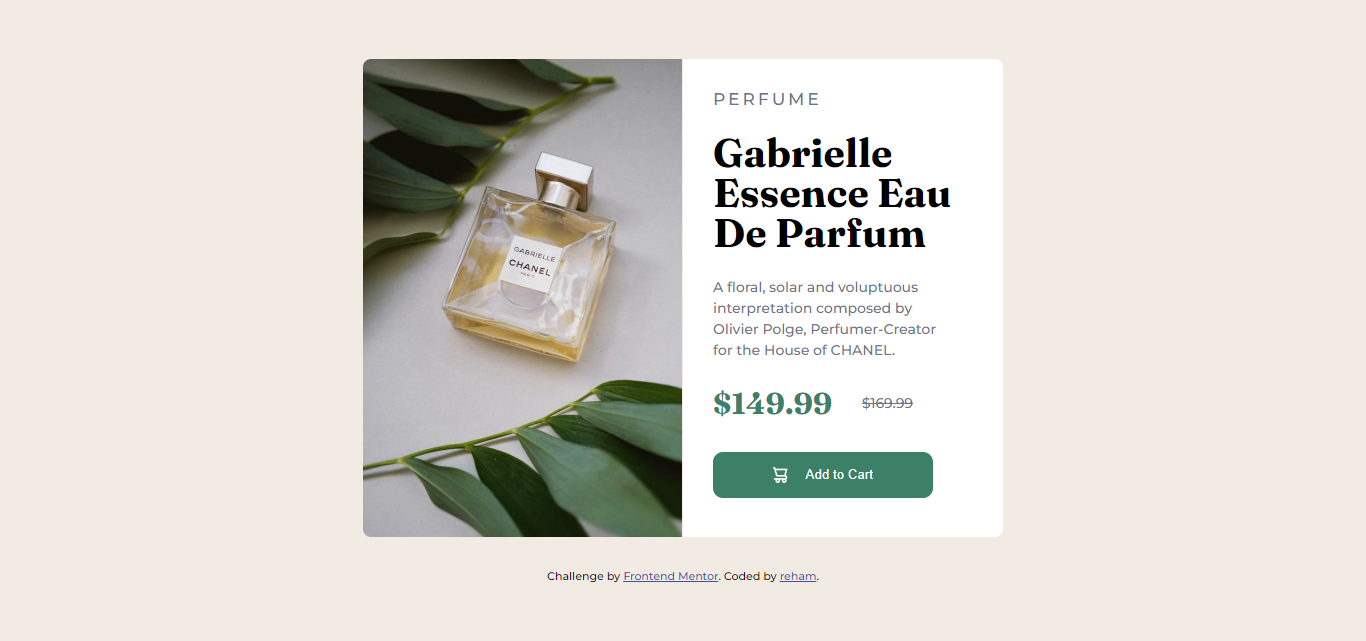 GABRIELLE
CHANEL
PARIS
PERFUME
Gabrielle
Essence Eau
De Parfum
A floral, solar and voluptuous
interpretation composed by
Olivier Polge, Perfumer-Creator
for the House of CHANEL.
$149.99 $169.99
Add to Cart
Challenge by Frontend Mentor. Coded by reham.